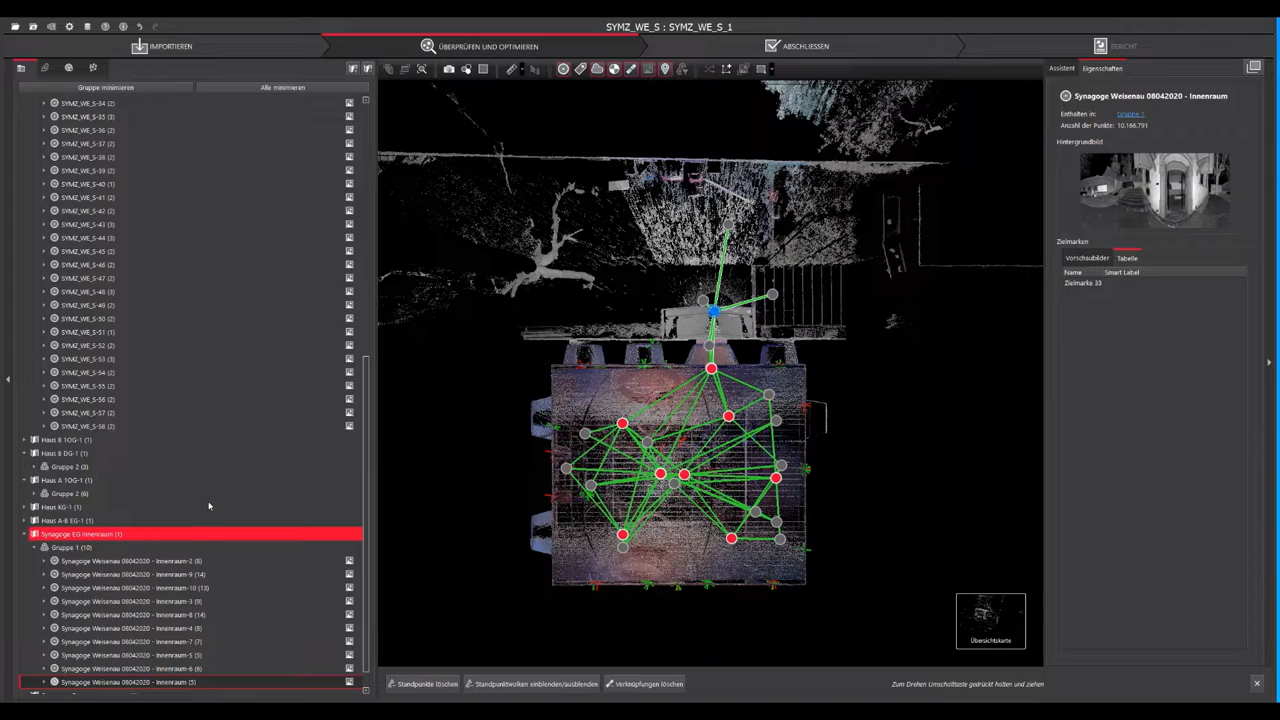 SYMZ_WE_S : SYMZ_WE_S_1
IMPORTIEREN
ÜBERPRÜFEN UND OPTIMIEREN
ABSCHLIESSEN
BERICHT
Gruppe minimieren
Alle minimieren
SYMZ_WE_S-34 (2)
SYMZ_WE_S-35 (3)
SYMZ_WE_S-36 (2)
SYMZ_WE_S-37 (2)
SYMZ_WE_S-38 (2)
SYMZ_WE_S-39 (2)
SYMZ_WE_S-40 (1)
SYMZ_WE_S-41 (2)
SYMZ_WE_S-42 (2)
SYMZ_WE_S-43 (3)
SYMZ_WE_S-44 (3)
SYMZ_WE_S-45 (2)
SYMZ_WE_S-46 (2)
SYMZ_WE_S-47 (2)
SYMZ_WE_S-48 (3)
SYMZ_WE_S-49 (2)
SYMZ_WE_S-50 (2)
SYMZ_WE_S-51 (1)
SYMZ_WE_S-52 (2)
SYMZ_WE_S-53 (3)
SYMZ_WE_S-54 (2)
SYMZ_WE_S-55 (2)
SYMZ_WE_S-56 (2)
SYMZ_WE_S-57 (2)
SYMZ_WE_S-58 (2)
Haus B 1OG-1 (1)
Haus B DG-1 (1)
Gruppe 2 (3)
Haus A 1OG-1 (1)
Gruppe 2 (6)
Haus KG-1 (1)
Haus A-B EG-1 (1)
Synagoge EG Innenraum (1)
Gruppe 1 (10)
Synagoge Weisenau 08042020 - Innenraum-2 (8)
Synagoge Weisenau 08042020 - Innenraum-9 (14)
Synagoge Weisenau 08042020 - Innenraum-10 (13)
Synagoge Weisenau 08042020 - Innenraum-3 (9)
Synagoge Weisenau 08042020 - Innenraum-8 (14)
Synagoge Weisenau 08042020 - Innenraum-4 (8)
Synagoge Weisenau 08042020 - Innenraum-7 (7)
Synagoge Weisenau 08042020 - Innenraum-5 (5)
Synagoge Weisenau 08042020 - Innenraum-6 (6)
Synagoge Weisenau 08042020 - Innenraum (5)
Übersichtskarte
Standpunkte löschen
Standpunktwolken einblenden/ausblenden
Verknüpfungen löschen
Zum Drehen Umschalttaste gedrückt halten und ziehen
Assistent
Eigenschaften
Synagoge Weisenau 08042020 - Innenraum
Enthalten in: Gruppe 1
Anzahl der Punkte: 10.166.791
Hintergrundbild
Zielmarken
Vorschaubilder
Tabelle
Name
Smart Label
Zielmarke 33